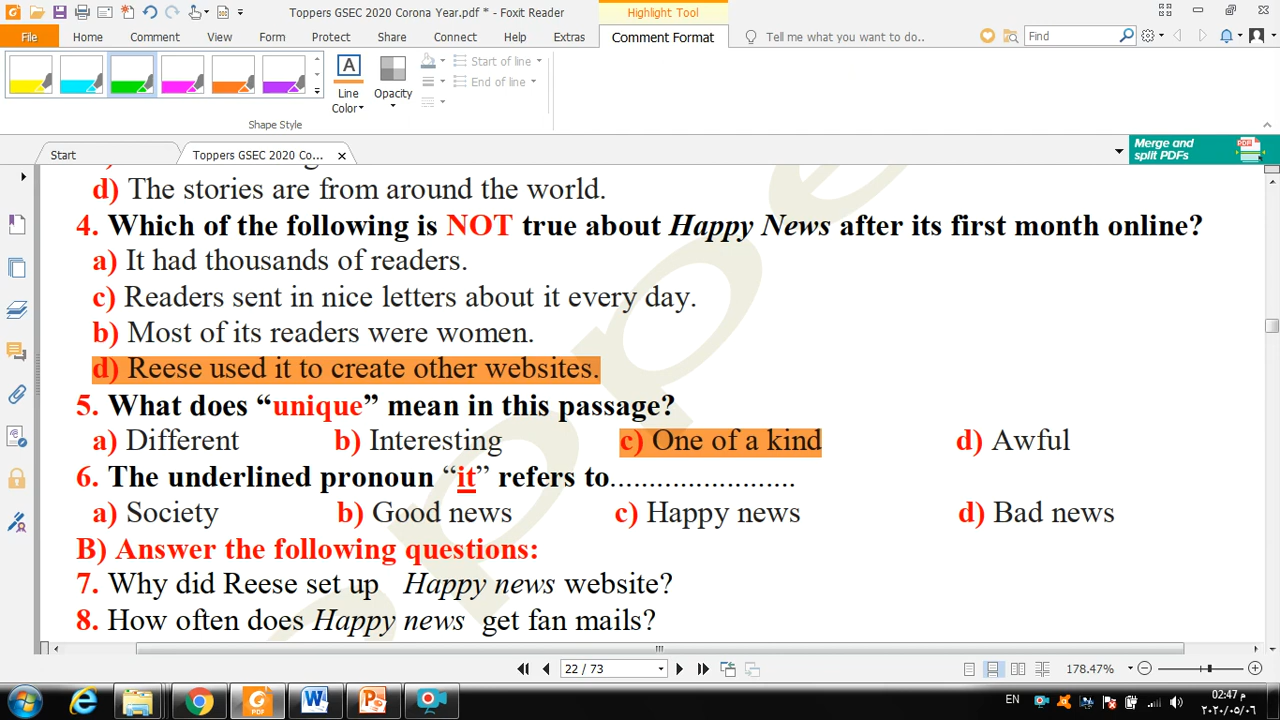 Toppers GSEC 2020 Corona Year.pdf * - Foxit Reader
Highlight Tool
File
Home
Comment
View
Form
Protect
Share
Connect
Help
Extras
Comment Format
Tell me what you want to do..
Find
Line
Color
Opacity
Start of line
End of line
Shape Style
Start
Toppers GSEC 2020 Co...
Merge and
split PDFs
d) The stories are from around the world.
4. Which of the following is NOT true about Happy News after its first month online?
a) It had thousands of readers.
c) Readers sent in nice letters about it every day.
b) Most of its readers were women.
d) Reese used it to create other websites.
5. What does “unique” mean in this passage?
a) Different b) Interesting c) One of a kind d) Awful
6. The underlined pronoun “it” refers to........................
a) Society b) Good news c) Happy news d) Bad news
B) Answer the following questions:
7. Why did Reese set up Happy news website?
8. How often does Happy news get fan mails?
22 / 73
178.47%
EN
02:47 م
٢٠٢٠/٠٥/٠٦